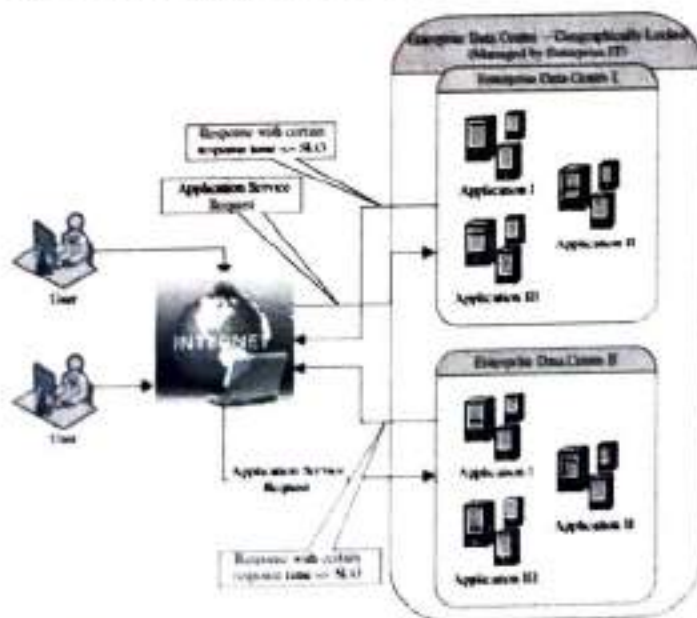 Enterprise Data Center – Geographically Located
(Managed by Enterprise IT)
Enterprise Data Centre I
Response with certain
response time <= SLO
Application Service
Request
Application I
Application II
Application III
User
INTERNET
User
Enterprise Data Centre II
Application Service
Request
Application I
Application II
Application III
Response with certain
response time <= SLO